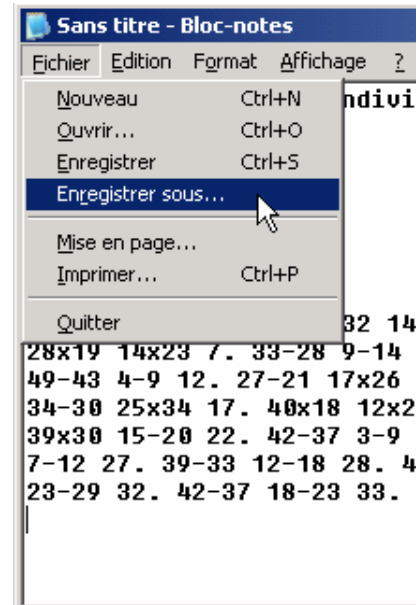 Sans titre - Bloc-notes
Fichier Edition Format Affichage ?
Nouveau Ctrl+N
Ouvrir... Ctrl+O
Enregistrer Ctrl+S
Enregistrer sous...
Mise en page...
Imprimer... Ctrl+P
Quitter
ndivi
32 14
28x19 14x23 7. 33-28 9-14
49-43 4-9 12. 27-21 17x26
34-30 25x34 17. 40x18 12x2
39x30 15-20 22. 42-37 3-9
7-12 27. 39-33 12-18 28. 4
23-29 32. 42-37 18-23 33.